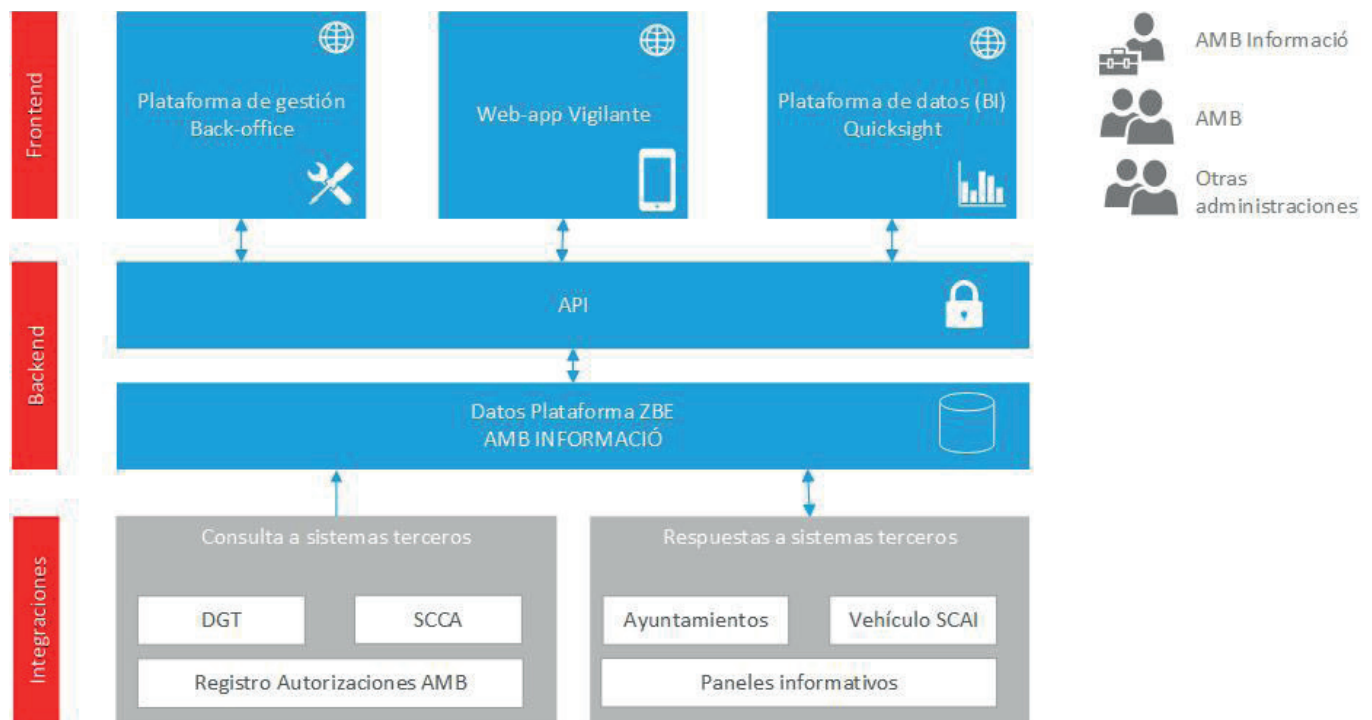 Frontend
Plataforma de gestión
Back-office
Web-app Vigilante
Plataforma de datos (BI)
Quicksight
AMB Informació
AMB
Otras
administraciones
Backend
API
Datos Plataforma ZBE
AMB INFORMACIÓ
Integraciones
Consulta a sistemas terceros
DGT
SCCA
Registro Autorizaciones AMB
Respuestas a sistemas terceros
Ayuntamientos
Vehículo SCAI
Paneles informativos